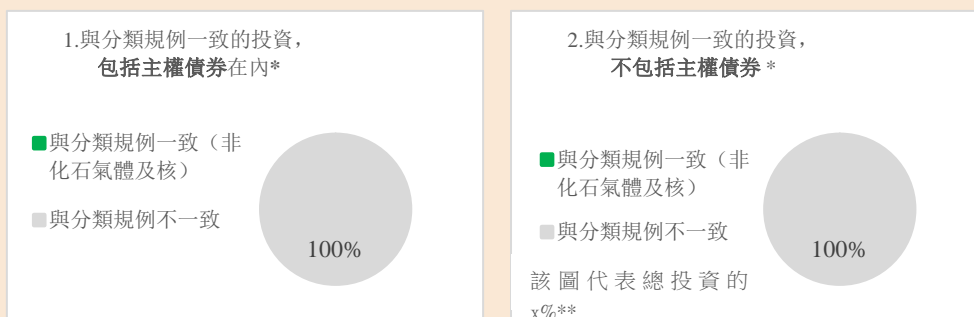 1.與分類規例一致的投資，
包括主權債券在內*
與分類規例一致（非
化石氣體及核）
與分類規例不一致
100%
2.與分類規例一致的投資，
不包括主權債券 *
與分類規例一致（非
化石氣體及核）
與分類規例不一致
100%
該圖代表總投資的
x%**